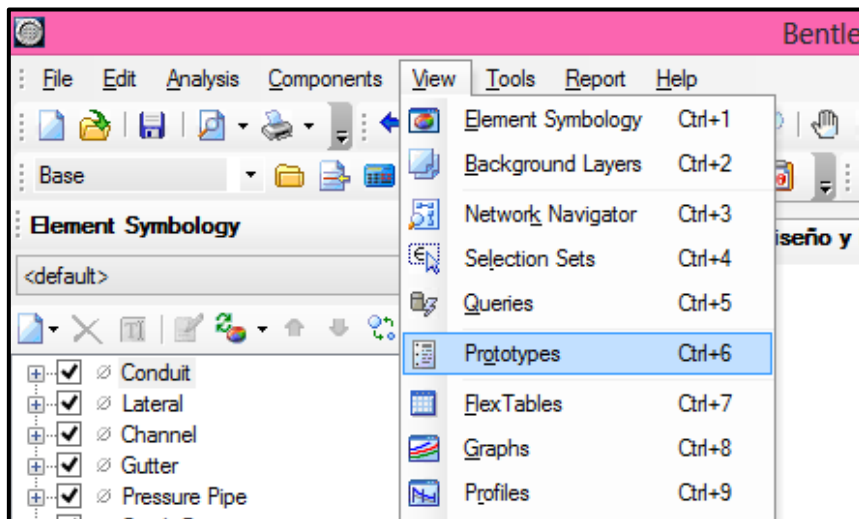 Bentle
File Edit Analysis Components View Tools Report Help
Element Symbology Ctrl+1
Base
Background Layers Ctrl+2
Element Symbology
Network Navigator Ctrl+3
iseño y
<default>
Selection Sets Ctrl+4
Queries Ctrl+5
Prototypes Ctrl+6
Conduit
Lateral
FlexTables Ctrl+7
Channel
Graphs Ctrl+8
Gutter
Pressure Pipe
Profiles Ctrl+9